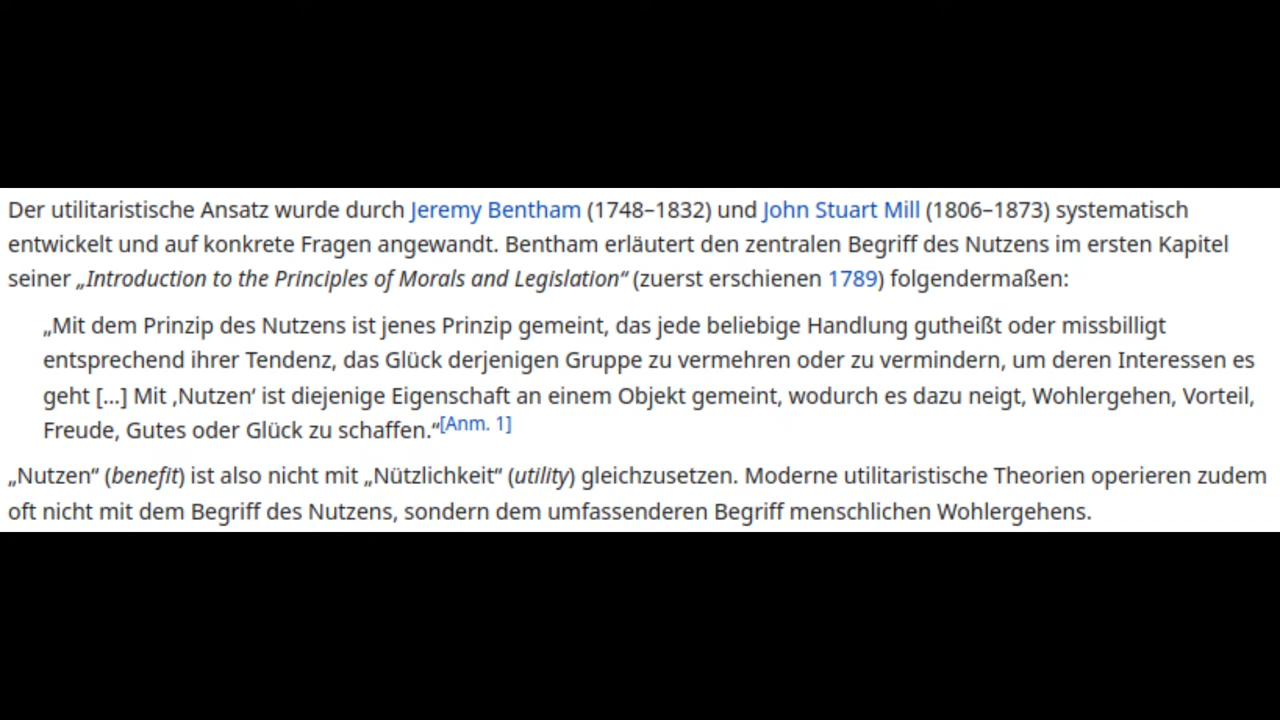 Der utilitaristische Ansatz wurde durch Jeremy Bentham (1748–1832) und John Stuart Mill (1806–1873) systematisch
entwickelt und auf konkrete Fragen angewandt. Bentham erläutert den zentralen Begriff des Nutzens im ersten Kapitel
seiner „Introduction to the Principles of Morals and Legislation“ (zuerst erschienen 1789) folgendermaßen:
„Mit dem Prinzip des Nutzens ist jenes Prinzip gemeint, das jede beliebige Handlung gutheißt oder missbilligt
entsprechend ihrer Tendenz, das Glück derjenigen Gruppe zu vermehren oder zu vermindern, um deren Interessen es
geht [...] Mit ‚Nutzen‘ ist diejenige Eigenschaft an einem Objekt gemeint, wodurch es dazu neigt, Wohlergehen, Vorteil,
Freude, Gutes oder Glück zu schaffen.“[Anm. 1]
„Nutzen“ (benefit) ist also nicht mit „Nützlichkeit“ (utility) gleichzusetzen. Moderne utilitaristische Theorien operieren zudem
oft nicht mit dem Begriff des Nutzens, sondern dem umfassenderen Begriff menschlichen Wohlergehens.